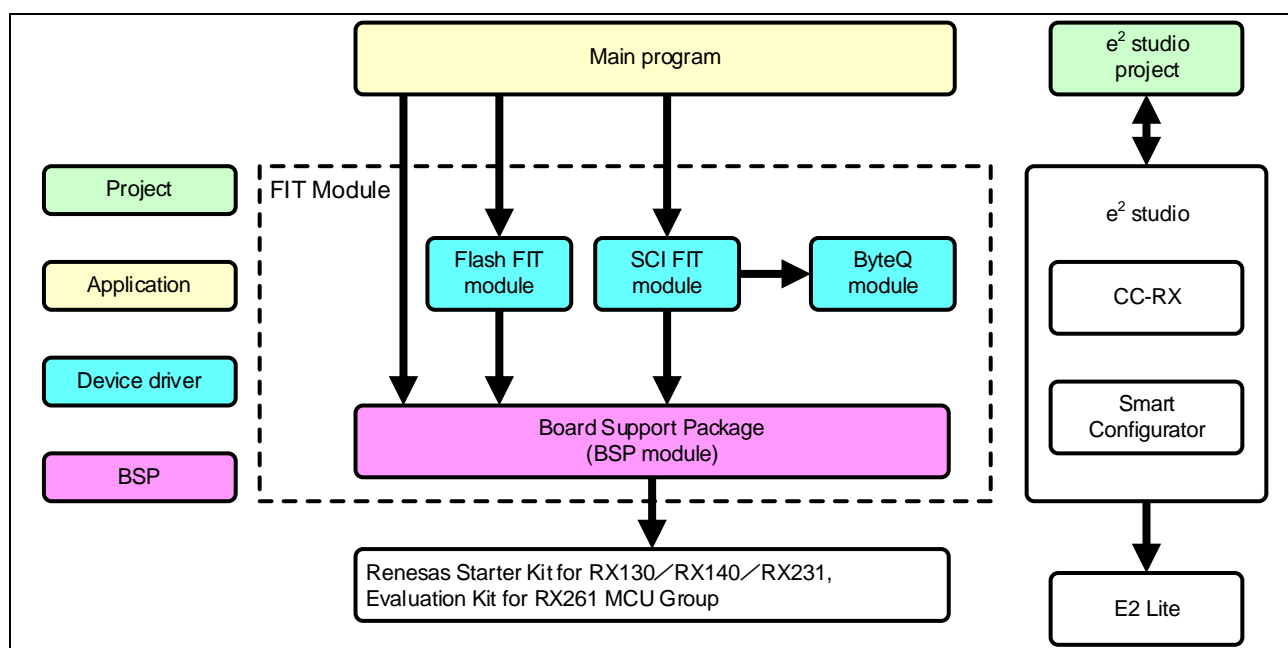 Main program
e² studio
project
Project
Application
Device driver
BSP
FIT Module
Flash FIT
module
SCI FIT
module
ByteQ
module
Board Support Package
(BSP module)
Renesas Starter Kit for RX130／RX140／RX231,
Evaluation Kit for RX261 MCU Group
e² studio
CC-RX
Smart
Configurator
E2 Lite